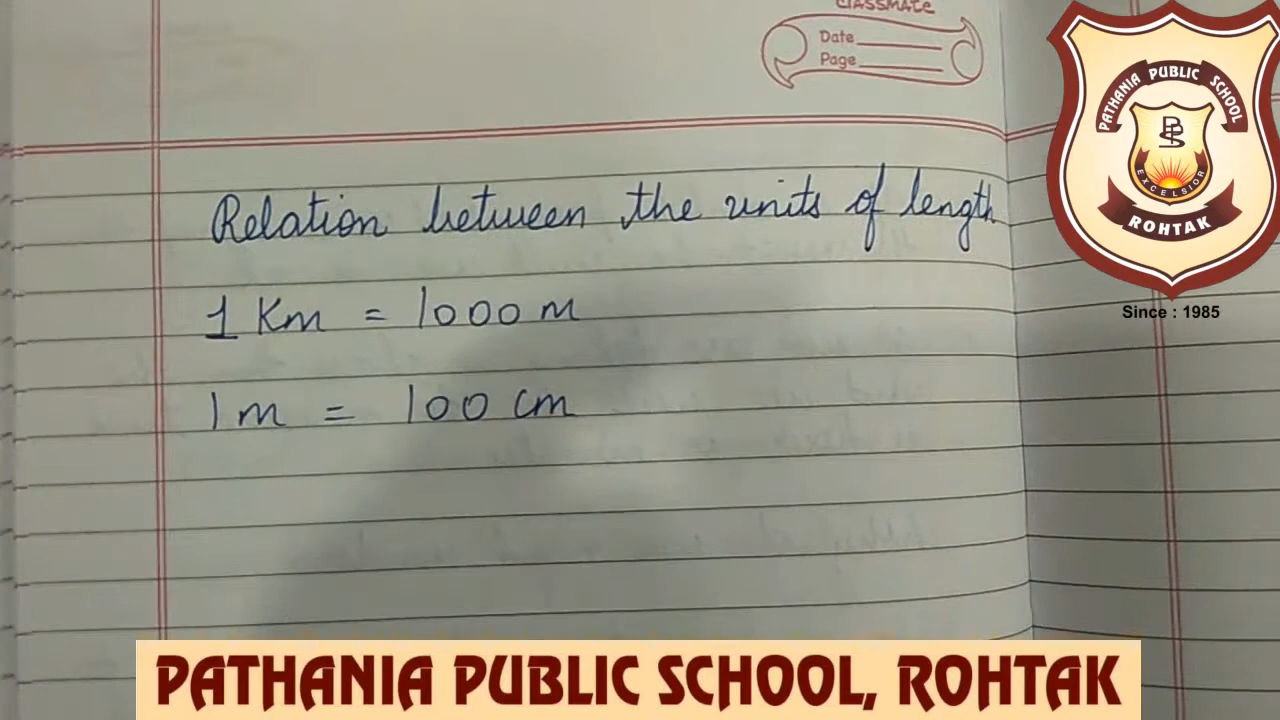 CLASSMATE
Date
Page
PATHANIA PUBLIC SCHOOL
PPS
EXCELSIOR
ROHTAK
Since : 1985
Relation between the units of length
1 Km = 1000 m
1 m = 100 cm
PATHANIA PUBLIC SCHOOL, ROHTAK